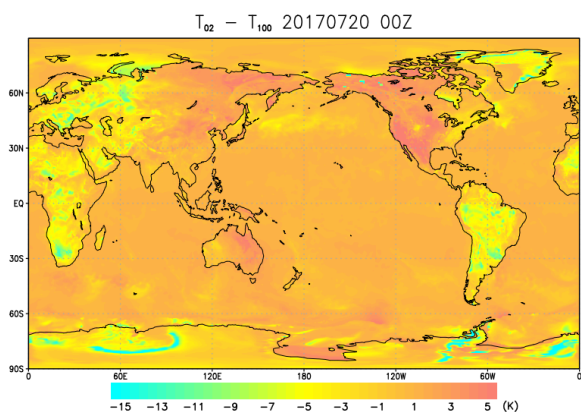 T02 − T100 20170720 00Z
60N
30N
EQ
30S
60S
90S
0 60E 120E 180 120W 60W 0
−15 −13 −11 −9 −7 −5 −3 −1 1 3 5 (K)